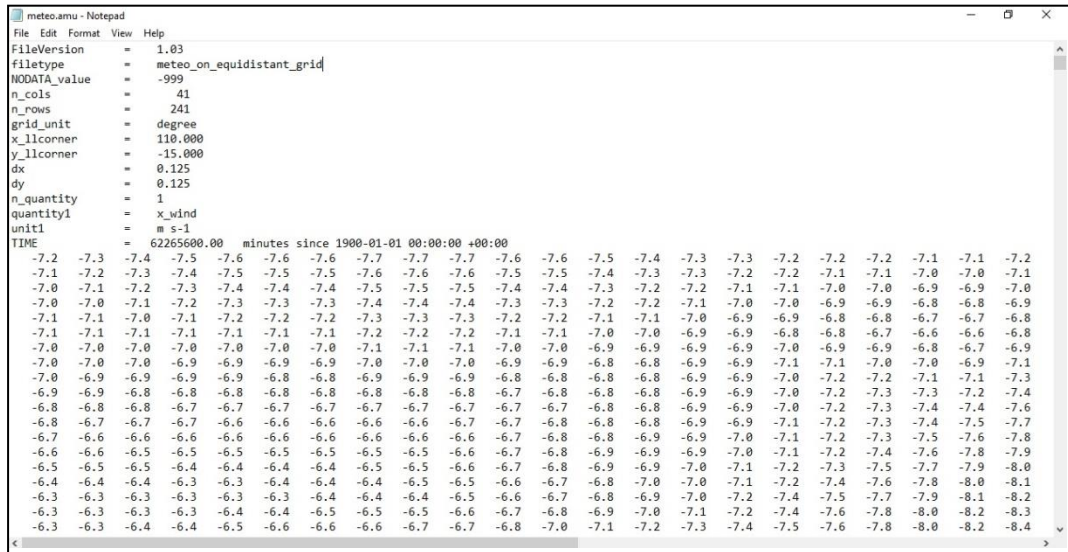 meteo.amu - Notepad
File Edit Format View Help
FileVersion = 1.03
filetype = meteo_on_equidistant_grid
NODATA_value = -999
n_cols = 41
n_rows = 241
grid_unit = degree
x_llcorner = 110.000
y_llcorner = -15.000
dx = 0.125
dy = 0.125
n_quantity = 1
quantity1 = x_wind
unit1 = m s-1
TIME = 62265600.00 minutes since 1900-01-01 00:00:00 +00:00
-7.2 -7.3 -7.4 -7.5 -7.6 -7.6 -7.6 -7.7 -7.7 -7.7 -7.6 -7.6 -7.5 -7.4 -7.3 -7.3 -7.2 -7.2 -7.2 -7.1 -7.1 -7.2
-7.1 -7.2 -7.3 -7.4 -7.5 -7.5 -7.5 -7.6 -7.6 -7.6 -7.5 -7.5 -7.4 -7.3 -7.3 -7.2 -7.2 -7.1 -7.1 -7.0 -7.0 -7.1
-7.0 -7.1 -7.2 -7.3 -7.4 -7.4 -7.4 -7.5 -7.5 -7.5 -7.4 -7.4 -7.3 -7.2 -7.2 -7.1 -7.1 -7.0 -7.0 -6.9 -6.9 -7.0
-7.0 -7.0 -7.1 -7.2 -7.3 -7.3 -7.3 -7.4 -7.4 -7.4 -7.3 -7.3 -7.2 -7.2 -7.1 -7.0 -7.0 -6.9 -6.9 -6.8 -6.8 -6.9
-7.1 -7.1 -7.0 -7.1 -7.2 -7.2 -7.2 -7.3 -7.3 -7.3 -7.2 -7.2 -7.1 -7.1 -7.0 -6.9 -6.9 -6.8 -6.8 -6.7 -6.7 -6.8
-7.1 -7.1 -7.1 -7.1 -7.1 -7.1 -7.1 -7.2 -7.2 -7.2 -7.1 -7.1 -7.0 -7.0 -6.9 -6.9 -6.8 -6.8 -6.7 -6.6 -6.6 -6.8
-7.0 -7.0 -7.0 -7.0 -7.0 -7.0 -7.0 -7.1 -7.1 -7.1 -7.0 -7.0 -6.9 -6.9 -6.9 -6.9 -7.0 -6.9 -6.9 -6.8 -6.7 -6.9
-7.0 -7.0 -7.0 -6.9 -6.9 -6.9 -6.9 -7.0 -7.0 -7.0 -6.9 -6.9 -6.8 -6.8 -6.9 -6.9 -7.1 -7.1 -7.0 -7.0 -6.9 -7.1
-7.0 -6.9 -6.9 -6.9 -6.9 -6.8 -6.8 -6.9 -6.9 -6.9 -6.8 -6.8 -6.8 -6.8 -6.9 -6.9 -7.0 -7.2 -7.2 -7.1 -7.1 -7.3
-6.9 -6.9 -6.8 -6.8 -6.8 -6.8 -6.8 -6.8 -6.8 -6.8 -6.7 -6.8 -6.8 -6.8 -6.9 -6.9 -7.0 -7.2 -7.3 -7.3 -7.2 -7.4
-6.8 -6.8 -6.8 -6.8 -6.7 -6.7 -6.7 -6.7 -6.7 -6.7 -6.7 -6.7 -6.8 -6.8 -6.9 -6.9 -7.0 -7.2 -7.3 -7.4 -7.4 -7.6
-6.8 -6.7 -6.7 -6.7 -6.6 -6.6 -6.6 -6.6 -6.6 -6.6 -6.7 -6.7 -6.8 -6.8 -6.9 -6.9 -7.1 -7.2 -7.3 -7.4 -7.5 -7.7
-6.7 -6.6 -6.6 -6.6 -6.6 -6.6 -6.6 -6.6 -6.6 -6.6 -6.7 -6.7 -6.8 -6.8 -6.9 -6.9 -7.0 -7.1 -7.2 -7.3 -7.5 -7.6 -7.8
-6.6 -6.6 -6.5 -6.5 -6.5 -6.5 -6.5 -6.5 -6.5 -6.6 -6.7 -6.8 -6.9 -6.9 -6.9 -7.0 -7.1 -7.2 -7.4 -7.6 -7.8 -7.9
-6.5 -6.5 -6.5 -6.4 -6.4 -6.4 -6.4 -6.5 -6.5 -6.6 -6.7 -6.8 -6.9 -6.9 -7.0 -7.1 -7.2 -7.3 -7.5 -7.7 -7.9 -8.0
-6.4 -6.4 -6.4 -6.3 -6.3 -6.4 -6.4 -6.4 -6.5 -6.5 -6.6 -6.7 -6.8 -7.0 -7.0 -7.1 -7.2 -7.4 -7.6 -7.8 -8.0 -8.1
-6.3 -6.3 -6.3 -6.3 -6.3 -6.3 -6.4 -6.4 -6.4 -6.5 -6.6 -6.7 -6.8 -6.9 -7.0 -7.2 -7.4 -7.5 -7.7 -7.9 -8.1 -8.2
-6.3 -6.3 -6.3 -6.3 -6.4 -6.4 -6.5 -6.5 -6.5 -6.6 -6.7 -6.8 -6.9 -7.0 -7.1 -7.2 -7.4 -7.6 -7.8 -8.0 -8.2 -8.3
-6.3 -6.3 -6.4 -6.4 -6.5 -6.6 -6.6 -6.6 -6.7 -6.7 -6.8 -7.0 -7.1 -7.2 -7.3 -7.4 -7.5 -7.6 -7.8 -8.0 -8.2 -8.4